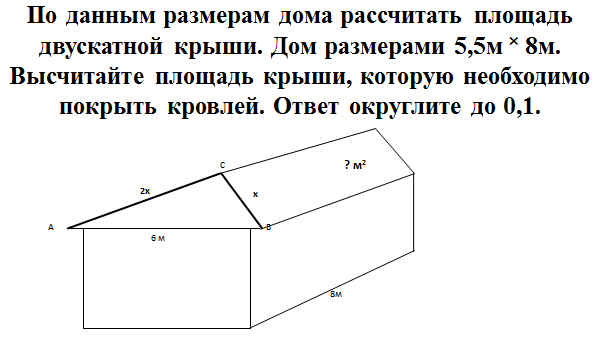 По данным размерам дома рассчитать площадь
двускатной крыши. Дом размерами 5,5м × 8м.
Высчитайте площадь крыши, которую необходимо
покрыть кровлей. Ответ округлите до 0,1.
C
? м²
2x
x
A
B
6 м
8м